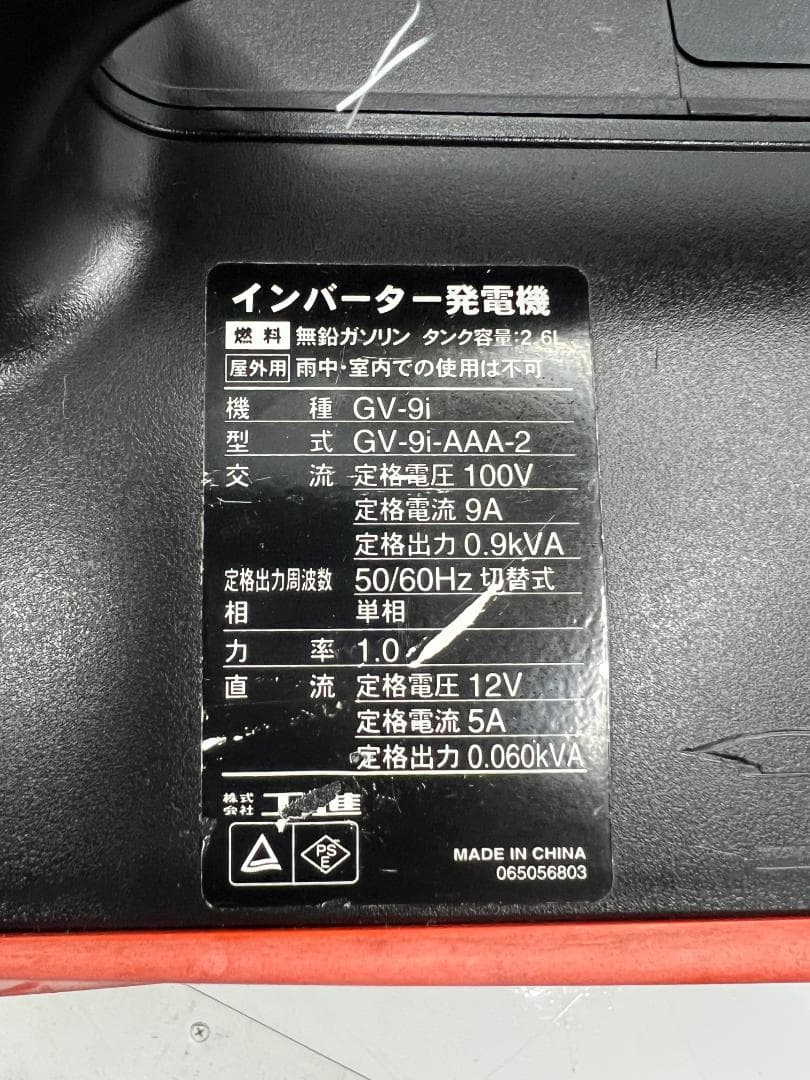 インバーター発電機
燃料 無鉛ガソリン タンク容量:2.6L
屋外用 雨中・室内での使用は不可
機種 GV-9i
型式 GV-9i-AAA-2
交流 定格電圧 100V
定格電流 9A
定格出力 0.9kVA
定格出力周波数 50/60Hz 切替式
相 単相
力率 1.0
直流 定格電圧 12V
定格電流 5A
定格出力 0.060kVA
株式会社 工進
PSE
MADE IN CHINA
065056803